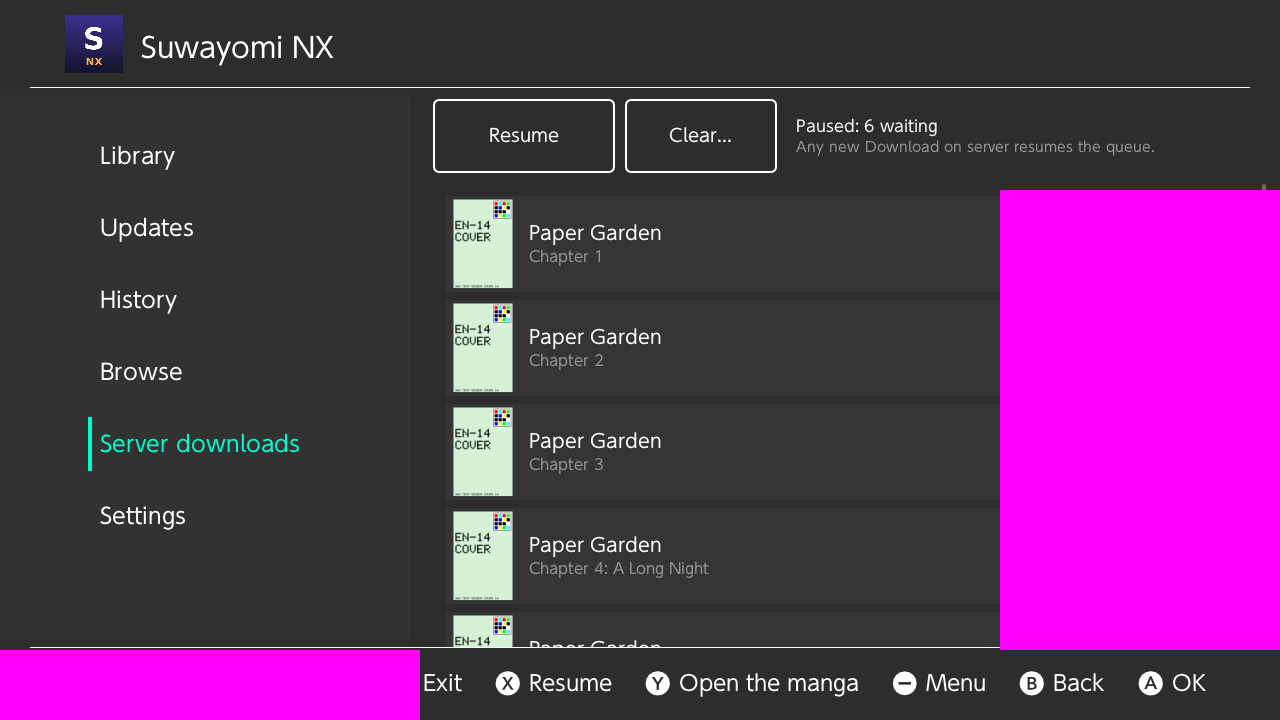 S
NX
Suwayomi NX
Library
Updates
History
Browse
Server downloads
Settings
Resume
Clear...
Paused: 6 waiting
Any new Download on server resumes the queue.
EN-14
COVER
Paper Garden
Chapter 1
EN-14
COVER
Paper Garden
Chapter 2
EN-14
COVER
Paper Garden
Chapter 3
EN-14
COVER
Paper Garden
Chapter 4: A Long Night
EN-14
Paper Garden
Exit
X Resume
Y Open the manga
Menu
B Back
A OK